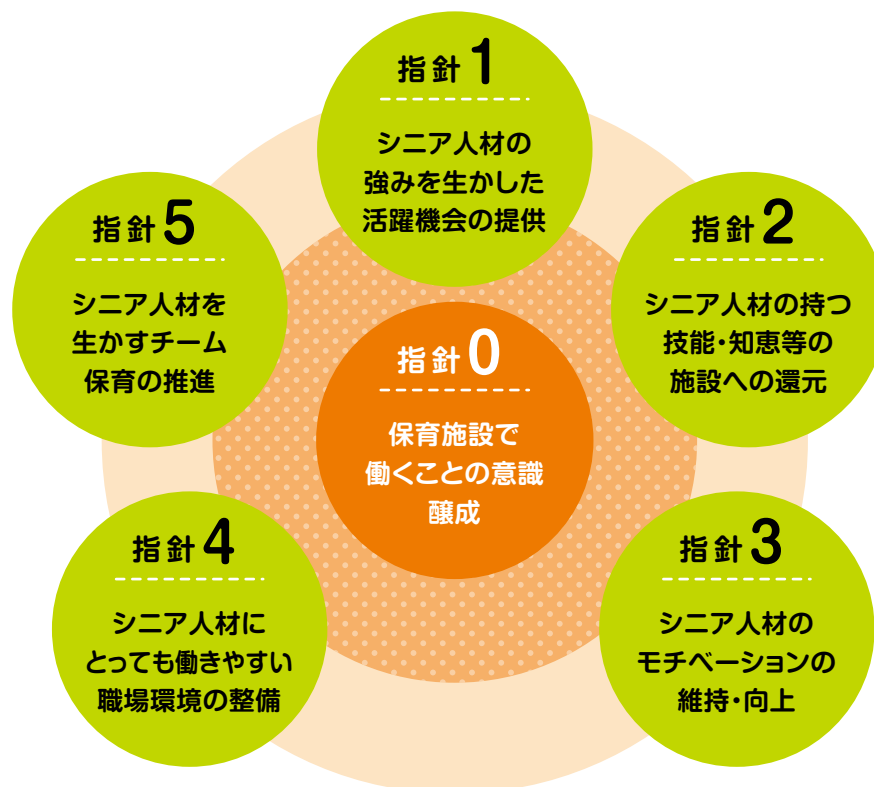 指針1
シニア人材の
強みを生かした
活躍機会の提供
指針2
シニア人材の持つ
技能・知恵等の
施設への還元
指針3
シニア人材の
モチベーションの
維持・向上
指針4
シニア人材に
とっても働きやすい
職場環境の整備
指針5
シニア人材を
生かすチーム
保育の推進
指針0
保育施設で
働くことの意識
醸成